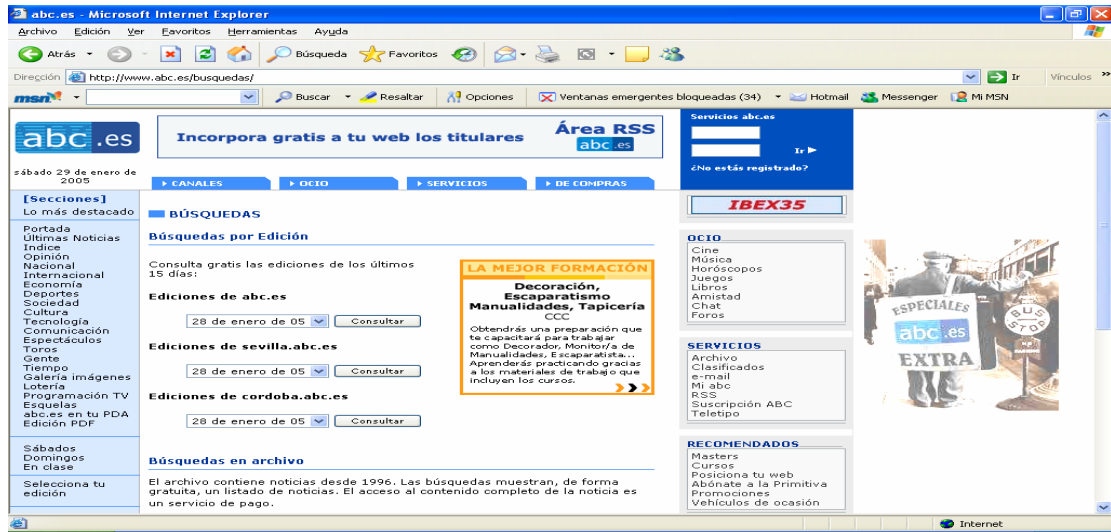 abc.es - Microsoft Internet Explorer
Archivo Edición Ver Favoritos Herramientas Ayuda
Atrás Búsqueda Favoritos
Dirección http://www.abc.es/busquedas/ Ir Vínculos »
msn Buscar Resaltar Opciones Ventanas emergentes bloqueadas (34) Hotmail Messenger Mi MSN
abc.es
sábado 29 de enero de
2005
Incorpora gratis a tu web los titulares
Área RSS
abc.es
CANALES OCIO SERVICIOS DE COMPRAS
Servicios abc.es
Ir
¿No estás registrado?
[Secciones]
Lo más destacado
Portada
Últimas Noticias
Indice
Opinión
Nacional
Internacional
Economía
Deportes
Sociedad
Cultura
Tecnología
Comunicación
Espectáculos
Toros
Gente
Tiempo
Galería imágenes
Lotería
Programación TV
Esquelas
abc.es en tu PDA
Edición PDF
Sábados
Domingos
En clase
Selecciona tu
edición
BÚSQUEDAS
Búsquedas por Edición
Consulta gratis las ediciones de los últimos
15 días:
Ediciones de abc.es
28 de enero de 05 Consultar
Ediciones de sevilla.abc.es
28 de enero de 05 Consultar
Ediciones de cordoba.abc.es
28 de enero de 05 Consultar
LA MEJOR FORMACIÓN
Decoración,
Escaparatismo
Manualidades, Tapicería
CCC
Obtendrás una preparación que
te capacitará para trabajar
como Decorador, Monitor/a de
Manualidades, Escaparatista...
Aprenderás practicando gracias
a los materiales de trabajo que
incluyen los cursos.
Búsquedas en archivo
El archivo contiene noticias desde 1996. Las búsquedas muestran, de forma
gratuita, un listado de noticias. El acceso al contenido completo de la noticia es
un servicio de pago.
IBEX35
OCIO
Cine
Música
Horóscopos
Juegos
Libros
Amistad
Chat
Foros
SERVICIOS
Archivo
Clasificados
e-mail
Mi abc
RSS
Suscripción ABC
Teletipo
RECOMENDADOS
Masters
Cursos
Posiciona tu web
Abónate a la Primitiva
Promociones
Vehículos de ocasión
ESPECIALES
abc.es
EXTRA
BUS
STOP
Internet